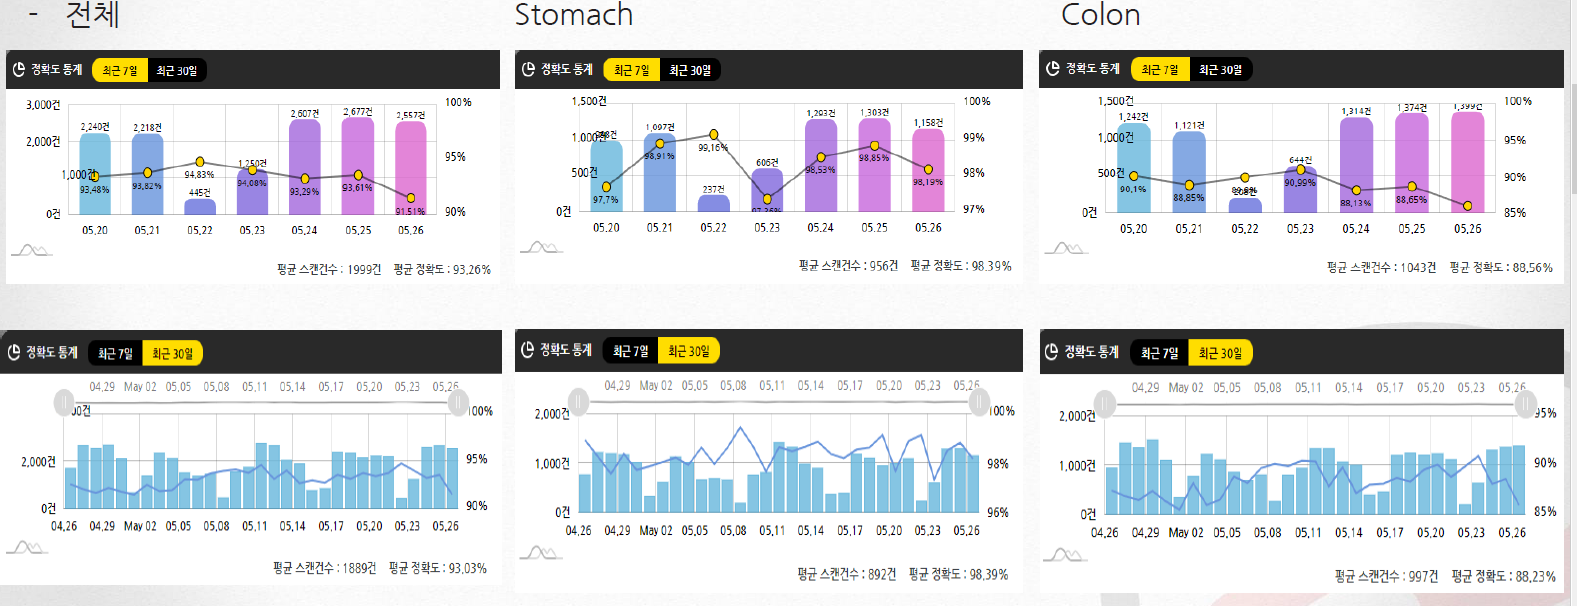 - 전체
Stomach
Colon
정확도 통계 최근 7일 최근 30일
3,000건
2,000건
1,000건
0건
100%
95%
90%
2,240건
2,218건
445건
1,250건
2,607건
2,677건
2,557건
93,48%
93,82%
94,83%
94,08%
93,29%
93,61%
91,51%
05,20 05,21 05,22 05,23 05,24 05,25 05,26
평균 스캔건수 : 1999건 평균 정확도 : 93,26%
정확도 통계 최근 7일 최근 30일
1,500건
1,000건
500건
0건
100%
99%
98%
97%
1,097건
237건
606건
1,293건
1,303건
1,158건
97,7%
98,91%
99,16%
98,53%
98,85%
98,19%
05,20 05,21 05,22 05,23 05,24 05,25 05,26
평균 스캔건수 : 956건 평균 정확도 : 98,39%
정확도 통계 최근 7일 최근 30일
1,500건
1,000건
500건
0건
100%
95%
90%
85%
1,242건
1,121건
644건
1,314건
1,374건
1,399건
90,1%
88,85%
90,99%
88,13%
88,65%
05,20 05,21 05,22 05,23 05,24 05,25 05,26
평균 스캔건수 : 1043건 평균 정확도 : 88,56%
정확도 통계 최근 7일 최근 30일
04,29 May 02 05,05 05,08 05,11 05,14 05,17 05,20 05,23 05,26
2,000건
0건
100%
95%
90%
04,26 04,29 May 02 05,05 05,08 05,11 05,14 05,17 05,20 05,23 05,26
평균 스캔건수 : 1889건 평균 정확도 : 93,03%
정확도 통계 최근 7일 최근 30일
04,29 May 02 05,05 05,08 05,11 05,14 05,17 05,20 05,23 05,26
2,000건
1,000건
0건
100%
98%
96%
04,26 04,29 May 02 05,05 05,08 05,11 05,14 05,17 05,20 05,23 05,26
평균 스캔건수 : 892건 평균 정확도 : 98,39%
정확도 통계 최근 7일 최근 30일
04,29 May 02 05,05 05,08 05,11 05,14 05,17 05,20 05,23 05,26
2,000건
1,000건
0건
95%
90%
85%
04,26 04,29 May 02 05,05 05,08 05,11 05,14 05,17 05,20 05,23 05,26
평균 스캔건수 : 997건 평균 정확도 : 88,23%